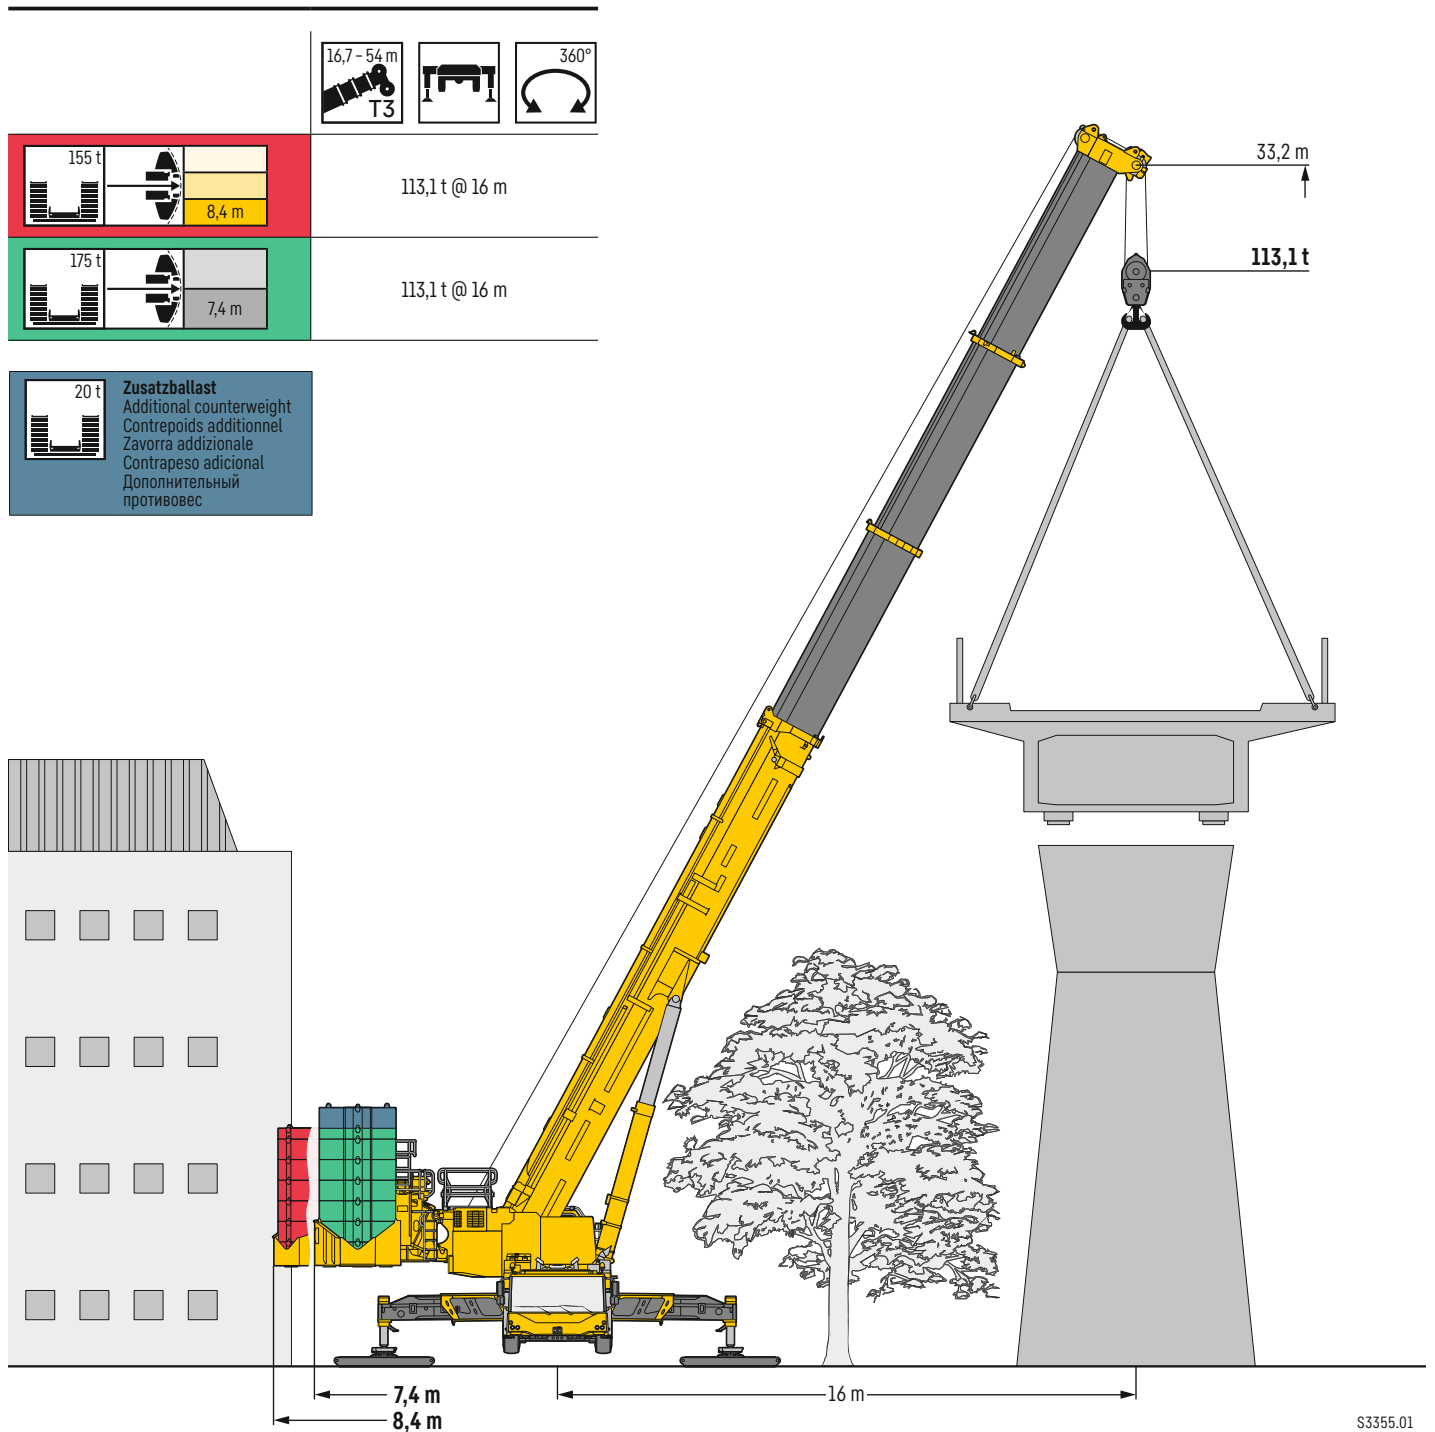 16,7 – 54 m
T3
360°
155 t
8,4 m
113,1 t @ 16 m
175 t
7,4 m
113,1 t @ 16 m
20 t
Zusatzballast
Additional counterweight
Contrepoids additionnel
Zavorra addizionale
Contrapeso adicional
Дополнительный
противовес
33,2 m
113,1 t
7,4 m
8,4 m
16 m
S3355.01